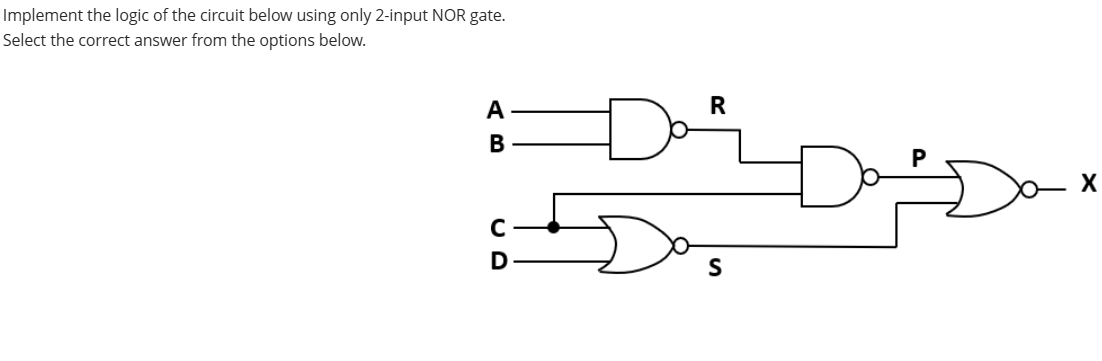 Implement the logic of the circuit below using only 2-input NOR gate.
Select the correct answer from the options below.
A
R
B
P
X
C
D
S